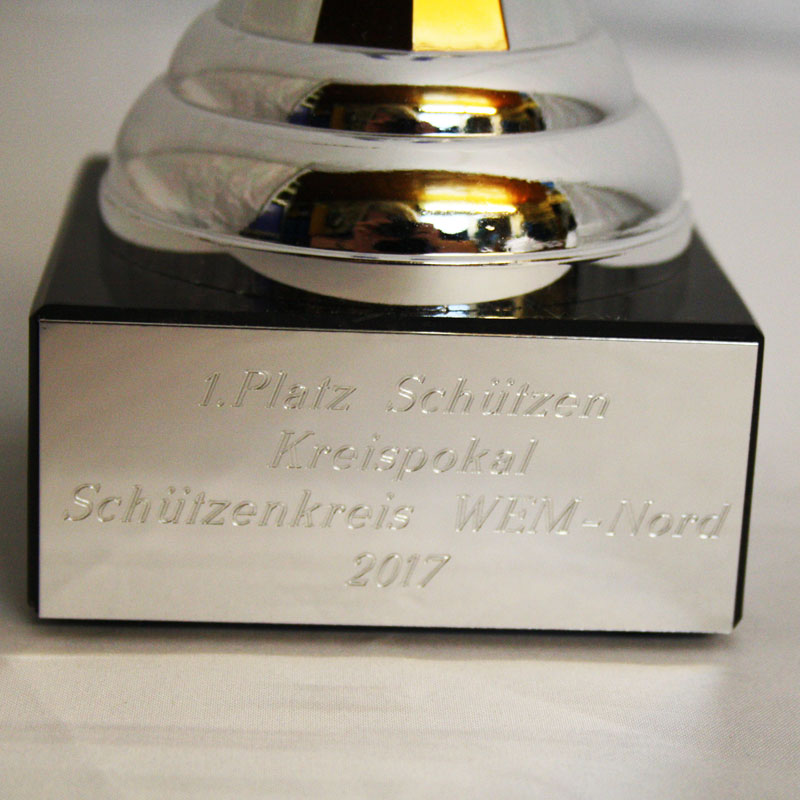 1.Platz Schützen
Kreispokal
Schützenkreis WEM-Nord
2017